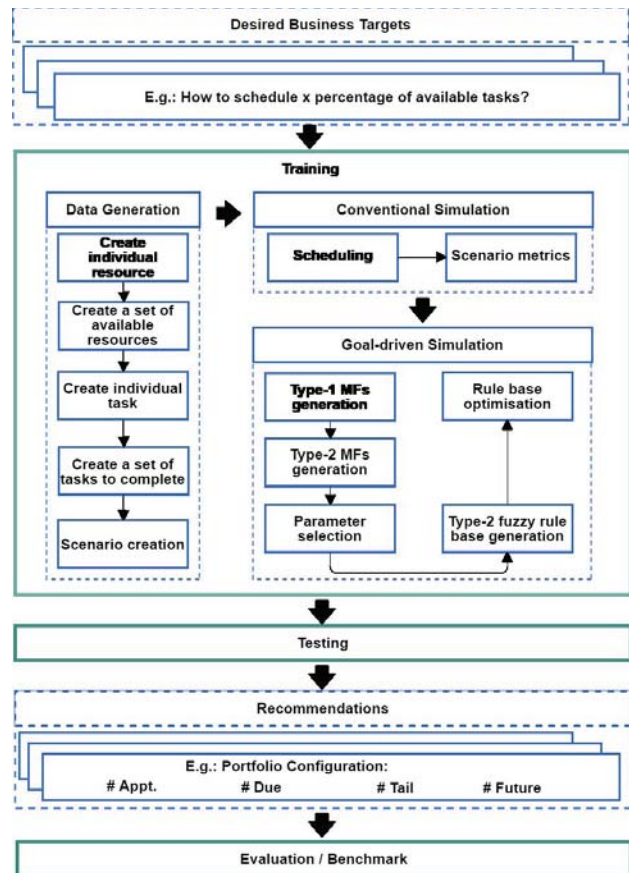 Desired Business Targets
E.g.: How to schedule x percentage of available tasks?
Training
Data Generation
Create individual
resource
Create a set of
available
resources
Create individual
task
Create a set of
tasks to complete
Scenario creation
Conventional Simulation
Scheduling
Scenario metrics
Goal-driven Simulation
Type-1 MFs
generation
Type-2 MFs
generation
Parameter
selection
Type-2 fuzzy rule
base generation
Rule base
optimisation
Testing
Recommendations
E.g.: Portfolio Configuration:
# Appt. # Due # Tail # Future
Evaluation / Benchmark